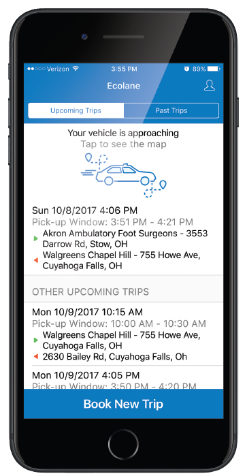 Verizon 3:55 PM 89%
Ecolane
Upcoming Trips Past Trips
Your vehicle is approaching
Tap to see the map
Sun 10/8/2017 4:06 PM
Pick-up Window: 3:51 PM - 4:21 PM
Akron Ambulatory Foot Surgeons - 3553
Darrow Rd, Stow, OH
Walgreens Chapel Hill - 755 Howe Ave,
Cuyahoga Falls, OH
OTHER UPCOMING TRIPS
Mon 10/9/2017 10:15 AM
Pick-up Window: 10:00 AM - 10:30 AM
Walgreens Chapel Hill - 755 Howe Ave,
Cuyahoga Falls, OH
2630 Bailey Rd, Cuyahoga Falls, OH
Mon 10/9/2017 4:05 PM
Pick-up Window: 3:50 PM - 4:20 PM
Book New Trip